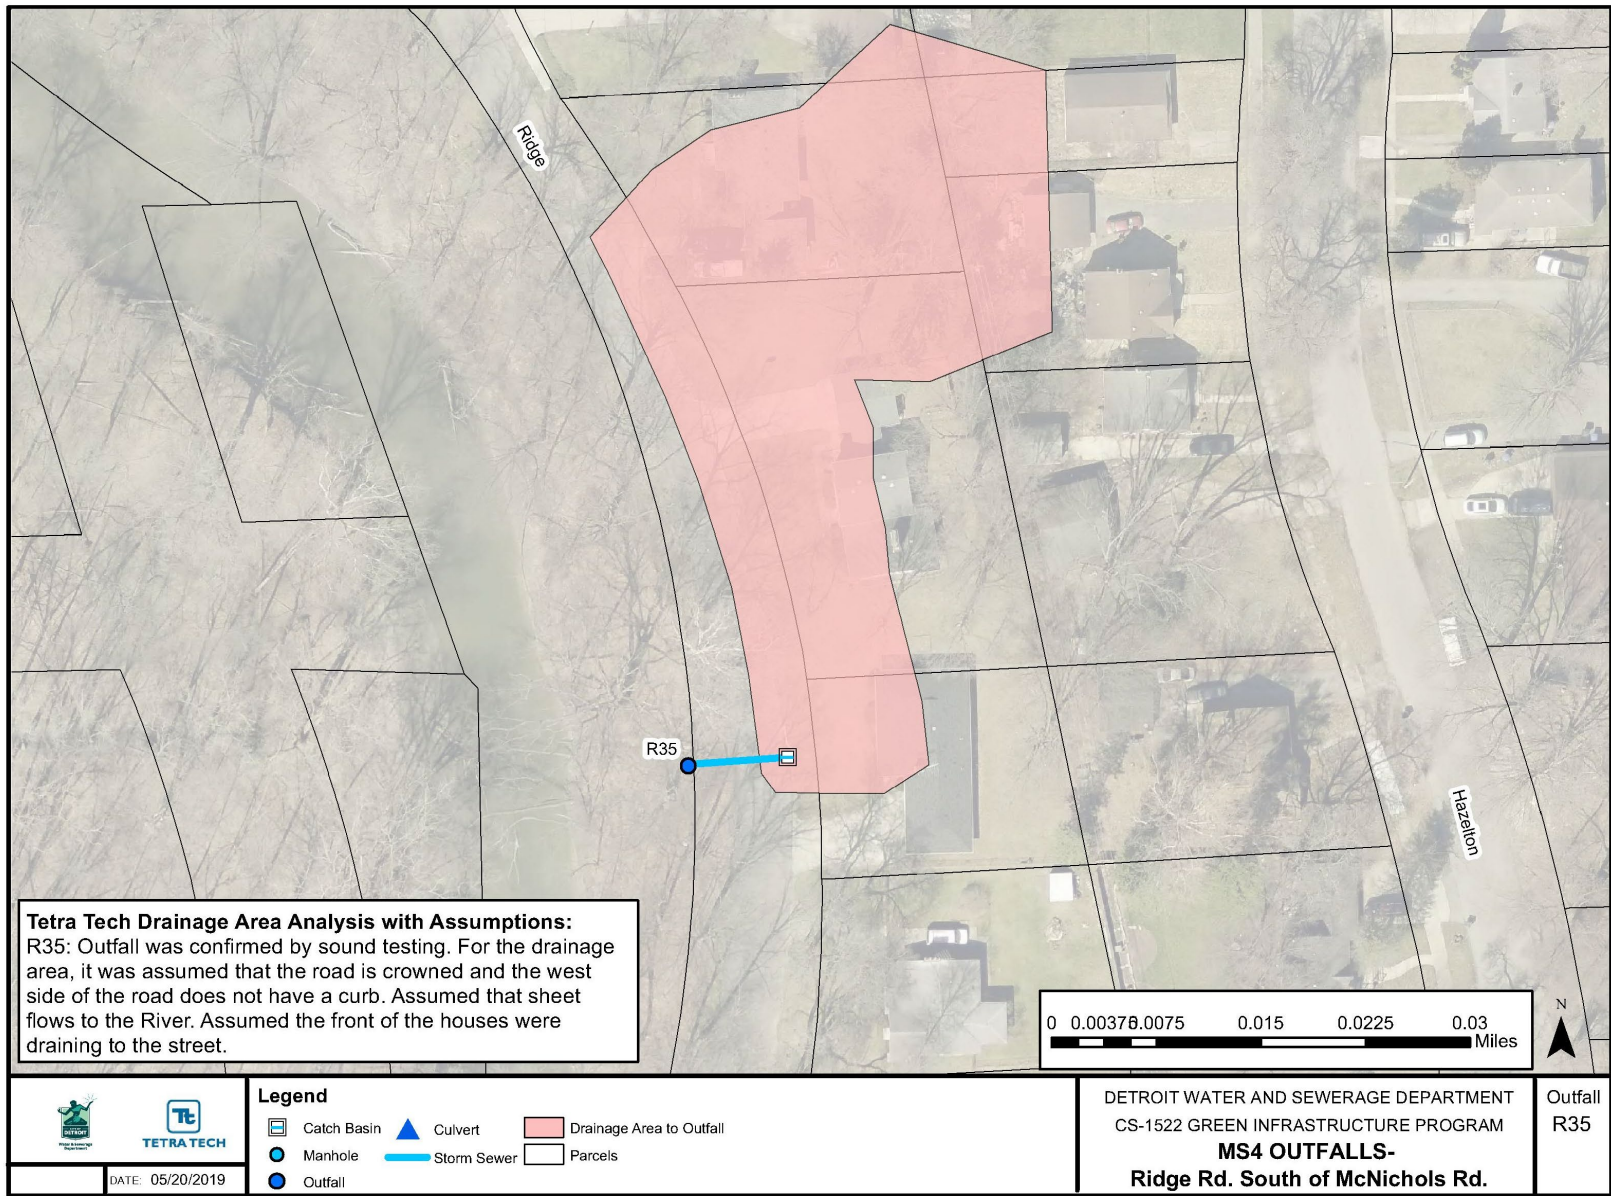 Ridge
R35
Hazelton
Tetra Tech Drainage Area Analysis with Assumptions:
R35: Outfall was confirmed by sound testing. For the drainage
area, it was assumed that the road is crowned and the west
side of the road does not have a curb. Assumed that sheet
flows to the River. Assumed the front of the houses were
draining to the street.
0 0.00375 0.0075 0.015 0.0225 0.03
Miles
N
TETRA TECH
DATE: 05/20/2019
Legend
Catch Basin
Manhole
Outfall
Culvert
Storm Sewer
Drainage Area to Outfall
Parcels
DETROIT WATER AND SEWERAGE DEPARTMENT
CS-1522 GREEN INFRASTRUCTURE PROGRAM
MS4 OUTFALLS-
Ridge Rd. South of McNichols Rd.
Outfall
R35